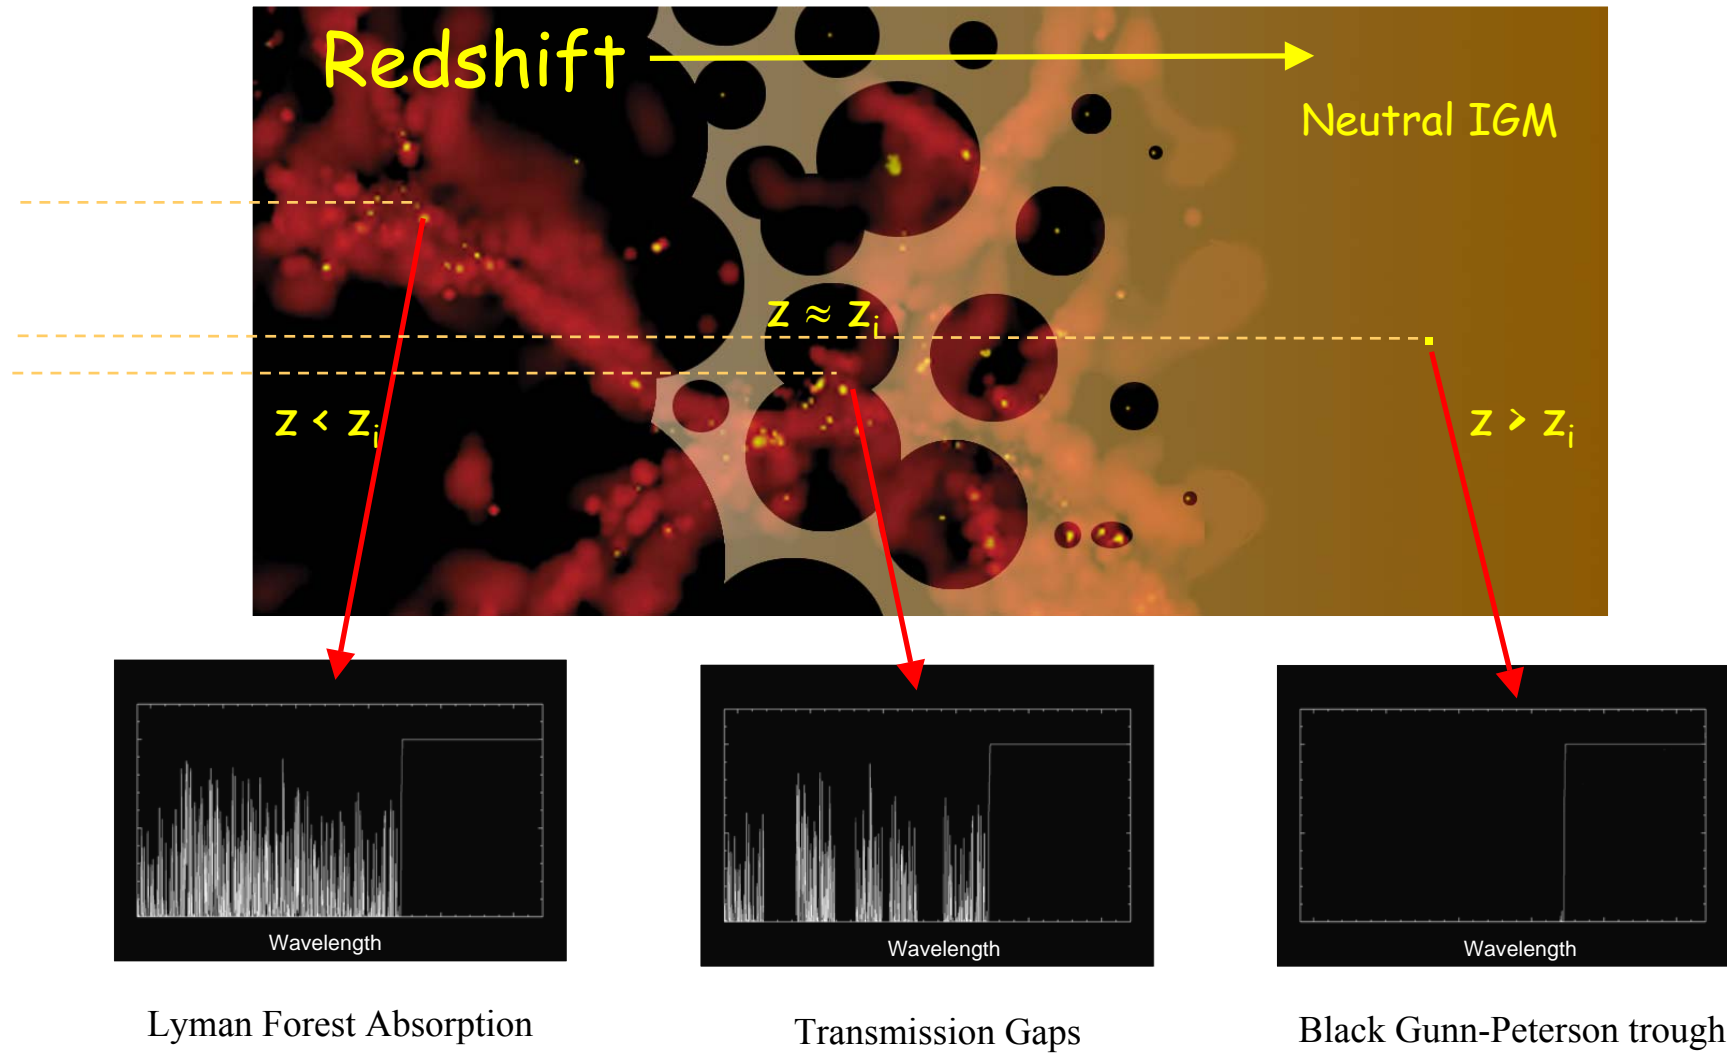 Redshift
Neutral IGM
z ≈ zᵢ
z < zᵢ
z > zᵢ
Wavelength
Wavelength
Wavelength
Lyman Forest Absorption
Transmission Gaps
Black Gunn-Peterson trough